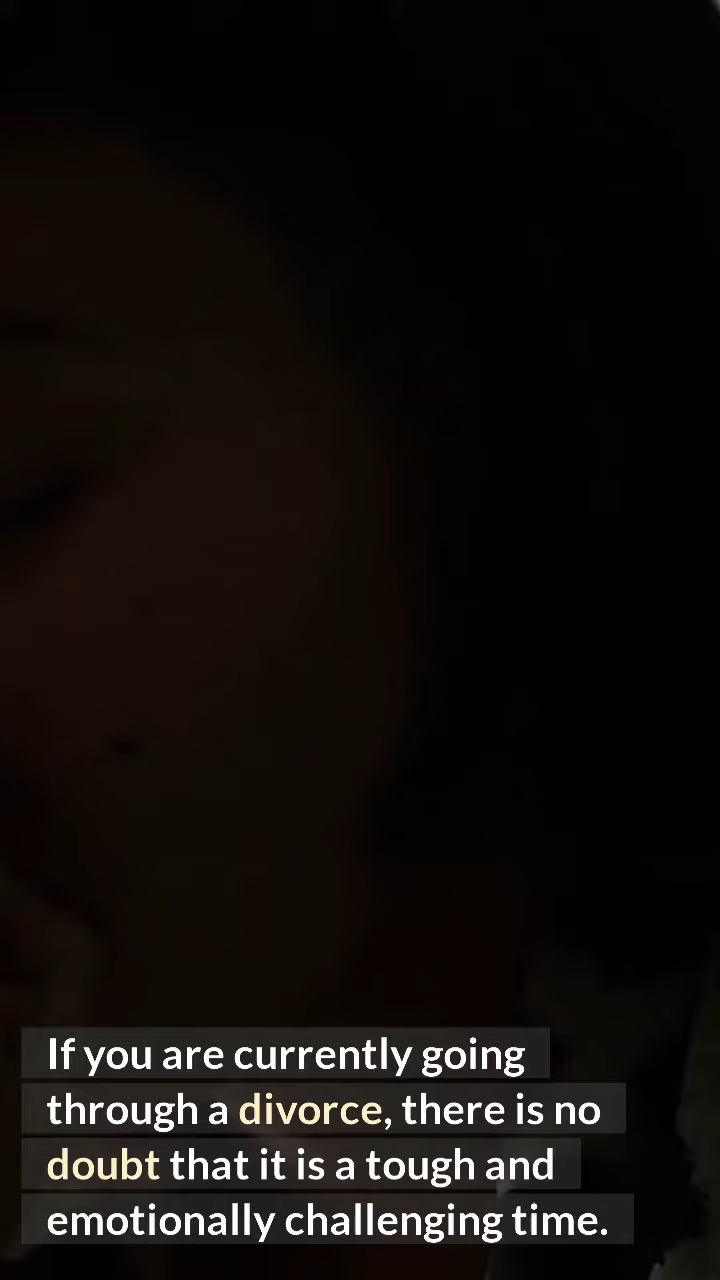 If you are currently going
through a divorce, there is no
doubt that it is a tough and
emotionally challenging time.